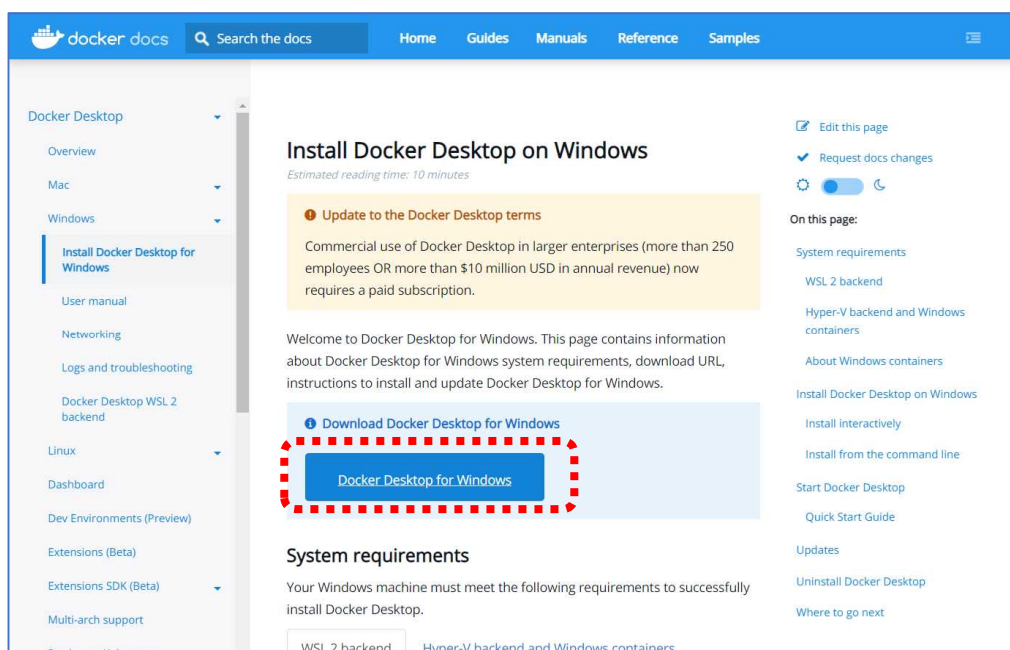 docker docs
Search the docs
Home
Guides
Manuals
Reference
Samples
Docker Desktop
Overview
Mac
Windows
Install Docker Desktop for
Windows
User manual
Networking
Logs and troubleshooting
Docker Desktop WSL 2
backend
Linux
Dashboard
Dev Environments (Preview)
Extensions (Beta)
Extensions SDK (Beta)
Multi-arch support
Install Docker Desktop on Windows
Estimated reading time: 10 minutes
Update to the Docker Desktop terms
Commercial use of Docker Desktop in larger enterprises (more than 250
employees OR more than $10 million USD in annual revenue) now
requires a paid subscription.
Welcome to Docker Desktop for Windows. This page contains information
about Docker Desktop for Windows system requirements, download URL,
instructions to install and update Docker Desktop for Windows.
Download Docker Desktop for Windows
Docker Desktop for Windows
System requirements
Your Windows machine must meet the following requirements to successfully
install Docker Desktop.
WSL 2 backend
Hyper-V backend and Windows containers
Edit this page
Request docs changes
On this page:
System requirements
WSL 2 backend
Hyper-V backend and Windows
containers
About Windows containers
Install Docker Desktop on Windows
Install interactively
Install from the command line
Start Docker Desktop
Quick Start Guide
Updates
Uninstall Docker Desktop
Where to go next